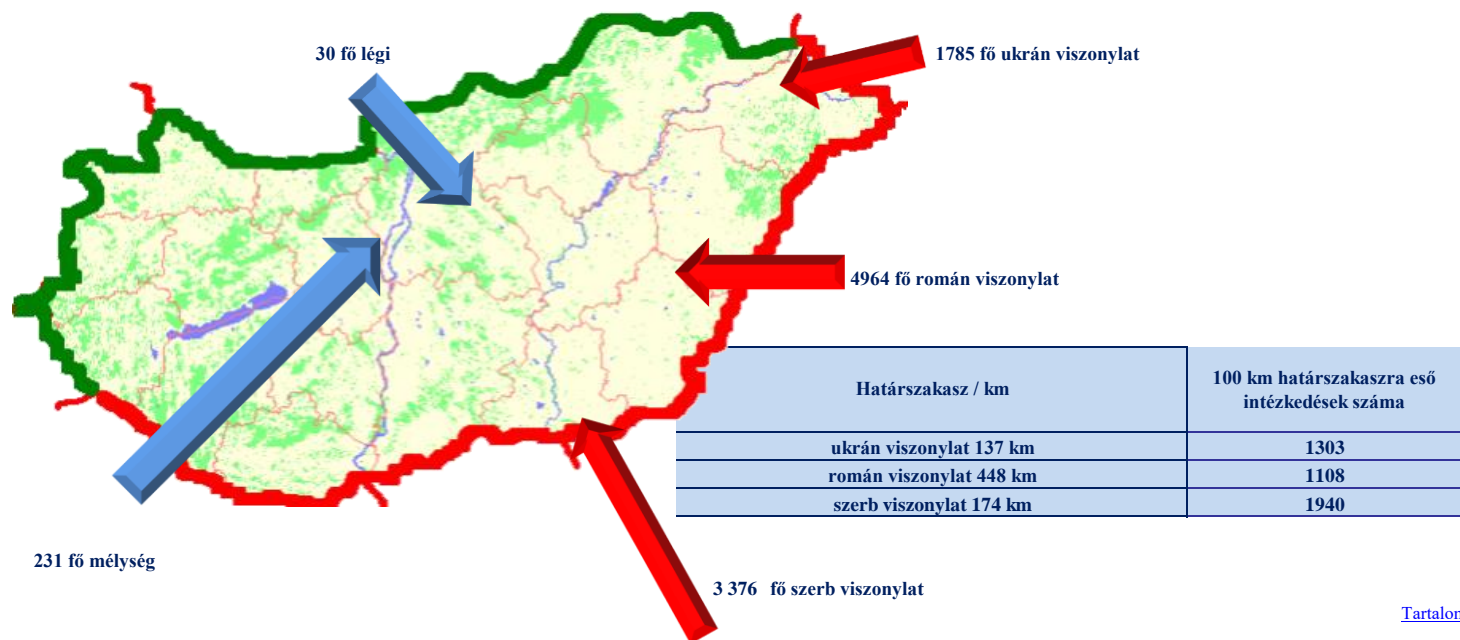 30 fő légi
1785 fő ukrán viszonylat
4964 fő román viszonylat
Határszakasz / km
100 km határszakaszra eső
intézkedések száma
ukrán viszonylat 137 km 1303
román viszonylat 448 km 1108
szerb viszonylat 174 km 1940
231 fő mélység
3 376 fő szerb viszonylat
Tartalom